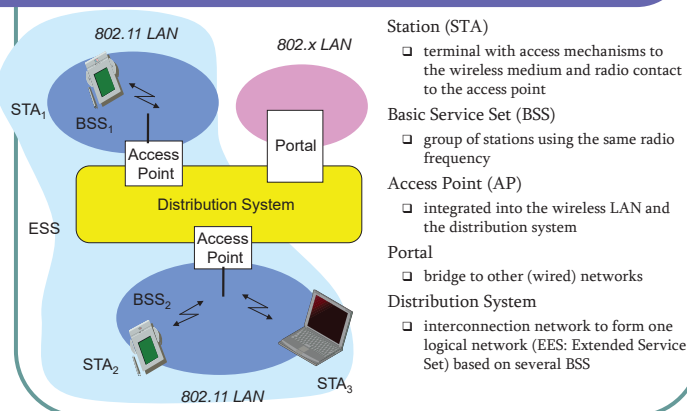 802.11 LAN
802.x LAN
STA1
BSS1
Access
Point
Portal
Distribution System
ESS
Access
Point
BSS2
STA2
STA3
802.11 LAN
Station (STA)
❑ terminal with access mechanisms to
the wireless medium and radio contact
to the access point
Basic Service Set (BSS)
❑ group of stations using the same radio
frequency
Access Point (AP)
❑ integrated into the wireless LAN and
the distribution system
Portal
❑ bridge to other (wired) networks
Distribution System
❑ interconnection network to form one
logical network (EES: Extended Service
Set) based on several BSS